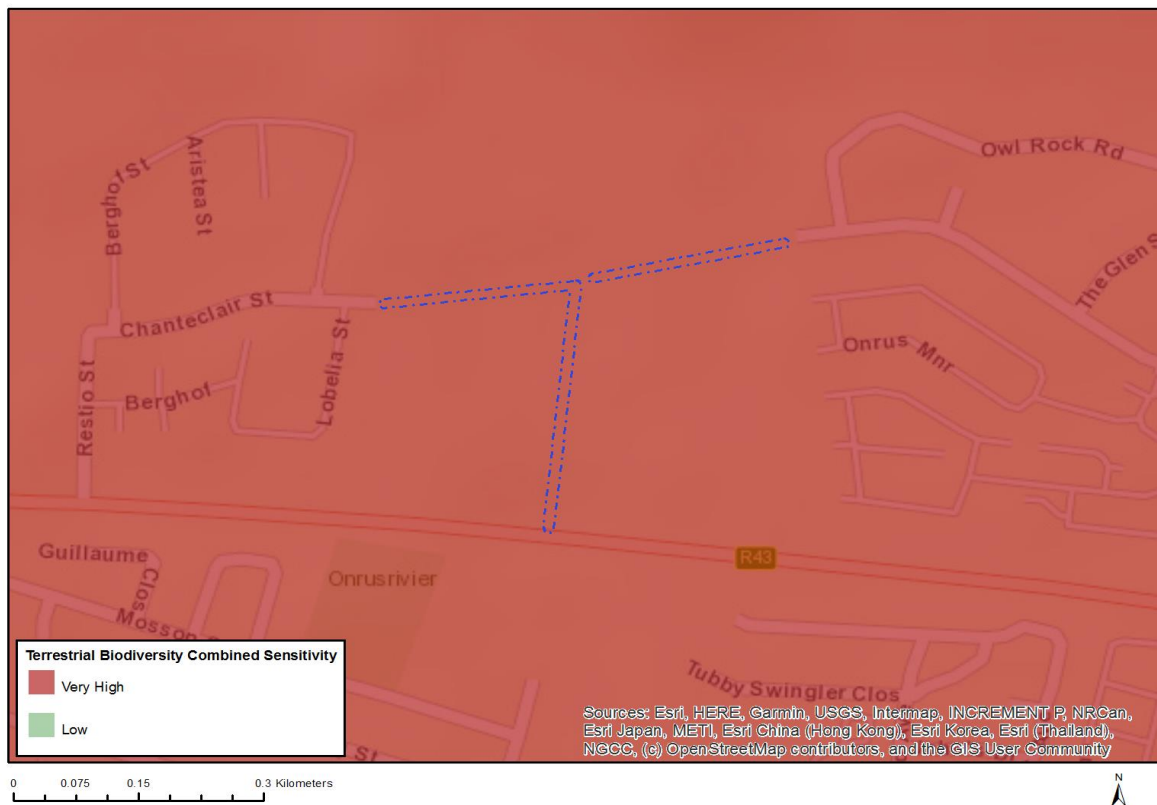 Owl Rock Rd
Berghof St
Aristea St
The Glen S
Chanteclair St
Onrus Mnr
Lobelia St
Restio St
Berghof
R43
Guillaume
Clos
Onrusrivier
Mosson
Tubby Swingler Clos
St
Terrestrial Biodiversity Combined Sensitivity
Very High
Low
Sources: Esri, HERE, Garmin, USGS, Intermap, INCREMENT P, NRCan,
Esri Japan, METI, Esri China (Hong Kong), Esri Korea, Esri (Thailand),
NGCC, (c) OpenStreetMap contributors, and the GIS User Community
0 0.075 0.15 0.3 Kilometers
N